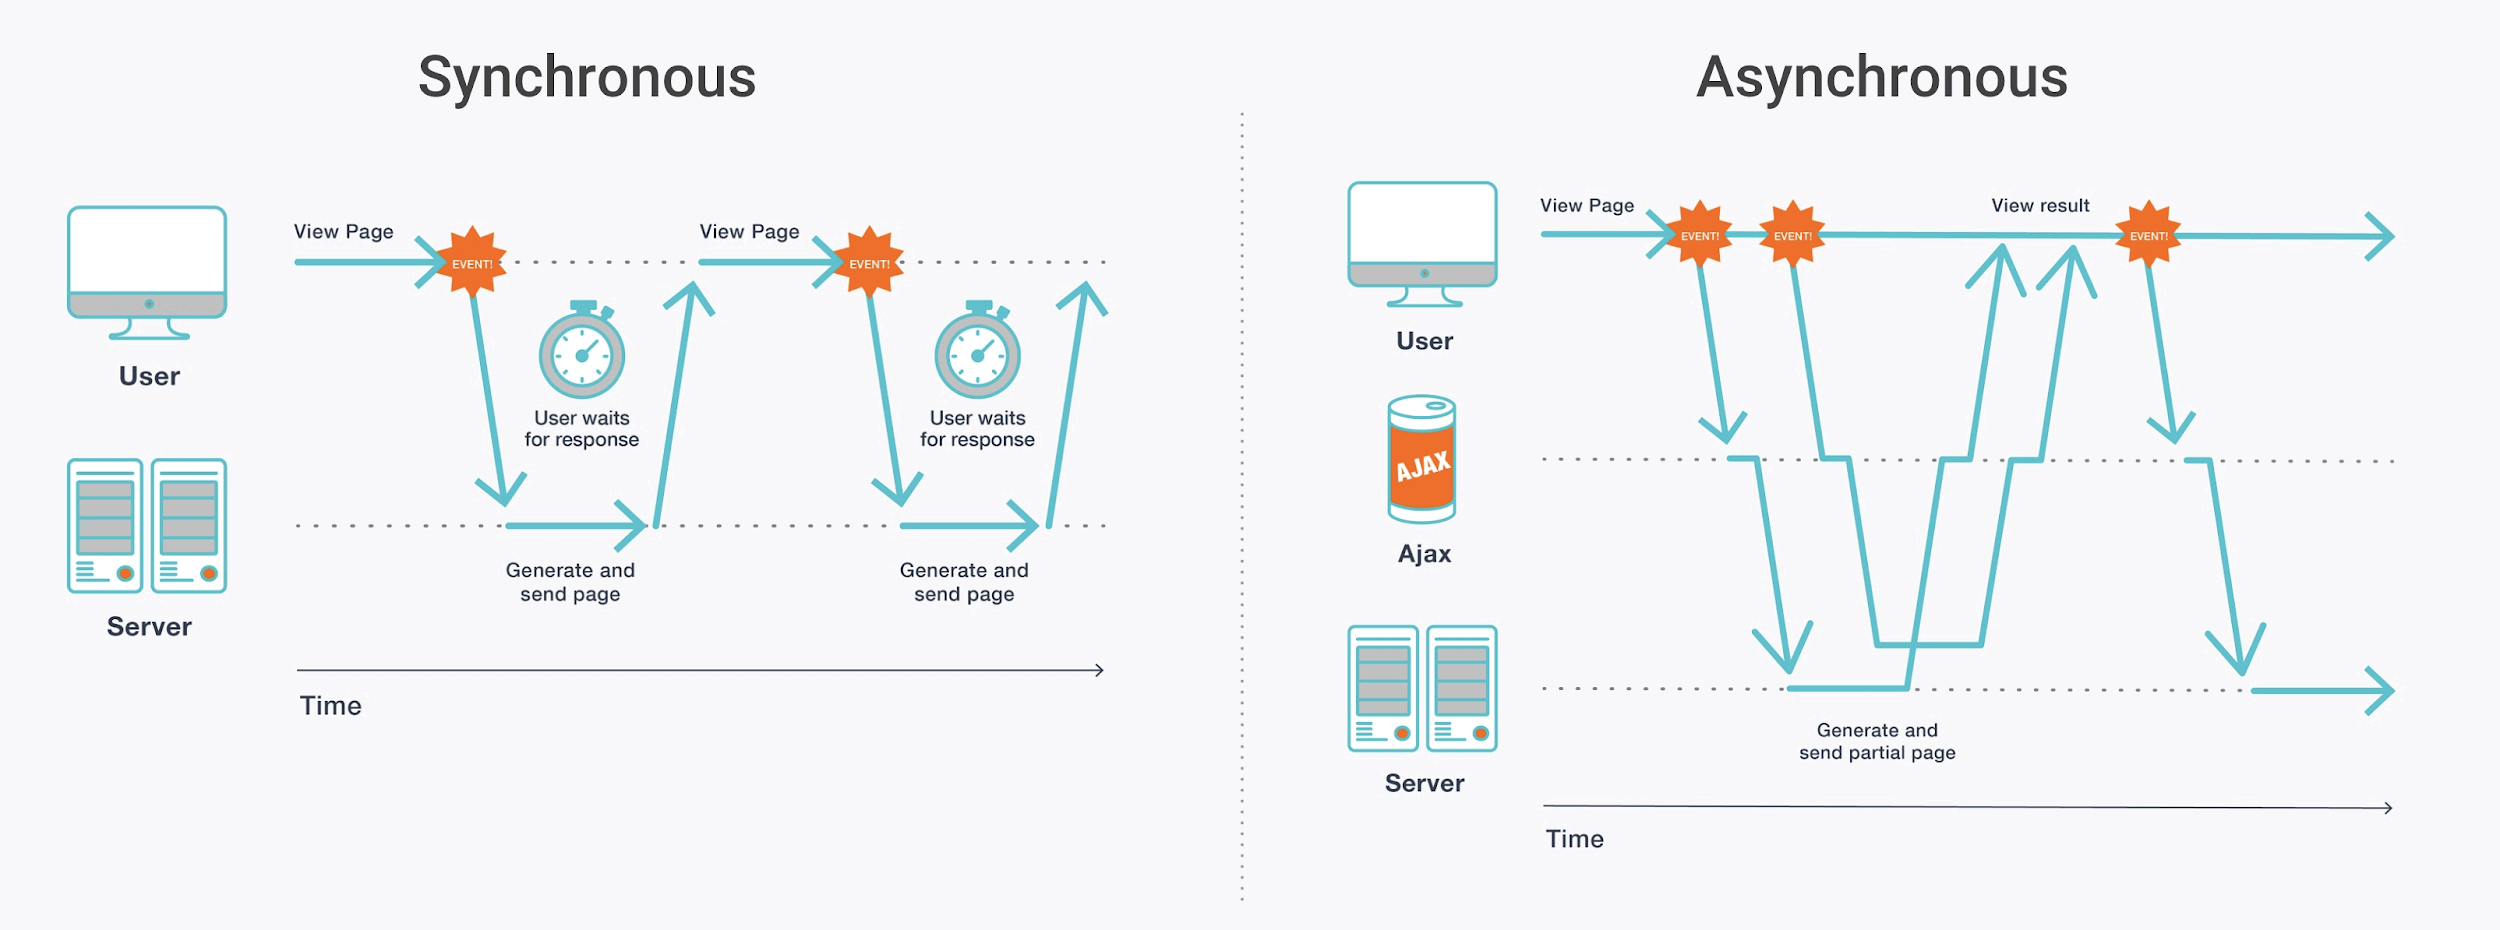 Synchronous
View Page
EVENT!
View Page
EVENT!
User
User waits
for response
User waits
for response
Generate and
send page
Generate and
send page
Server
Time
Asynchronous
View Page
EVENT!
EVENT!
View result
EVENT!
User
AJAX
Ajax
Generate and
send partial page
Server
Time